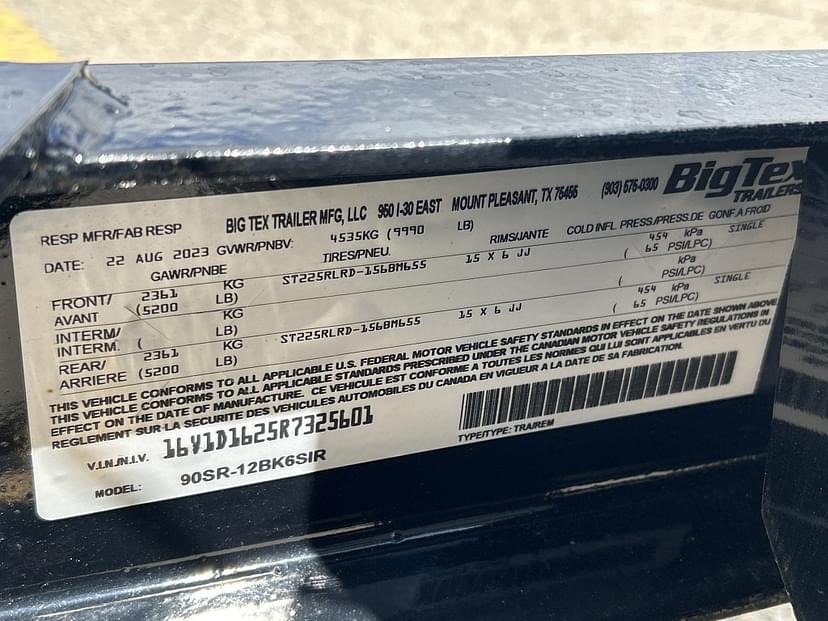 RESP MFR/FAB RESP BIG TEX TRAILER MFG, LLC 950 I-30 EAST MOUNT PLEASANT, TX 75455 (903) 575-0300 BigTex TRAILERS
DATE: 22 AUG 2023 GVWR/PNBV: 4535KG (9990 LB)
GAWR/PNBE TIRES/PNEU. RIMS/JANTE COLD INFL. PRESS/PRESS.DE GONF A FROID
FRONT/ 2361 KG ST225RLRD-1568M655 15 X 6 JJ 454 kPa SINGLE
AVANT (5200 LB) ( 65 PSI/LPC)
INTERM/ KG kPa
INTERM. ( LB) ( PSI/LPC)
REAR/ 2361 KG ST225RLRD-1568M655 15 X 6 JJ 454 kPa SINGLE
ARRIERE (5200 LB) ( 65 PSI/LPC)
THIS VEHICLE CONFORMS TO ALL APPLICABLE U.S. FEDERAL MOTOR VEHICLE SAFETY STANDARDS IN EFFECT ON THE DATE SHOWN ABOVE
THIS VEHICLE CONFORMS TO ALL APPLICABLE STANDARDS PRESCRIBED UNDER THE CANADIAN MOTOR VEHICLE SAFETY REGULATIONS IN
EFFECT ON THE DATE OF MANUFACTURE. CE VEHICULE EST CONFORME A TOUTES LES NORMES QUI LUI SONT APPLICABLES EN VERTU DU
REGLEMENT SUR LA SECURITE DES VEHICULES AUTOMOBILES DU CANADA EN VIGUEUR A LA DATE DE SA FABRICATION.
V.I.N./N.I.V. 16V1D1625R7325601
TYPE/TYPE: TRA/REM
MODEL: 90SR-12BK6SIR